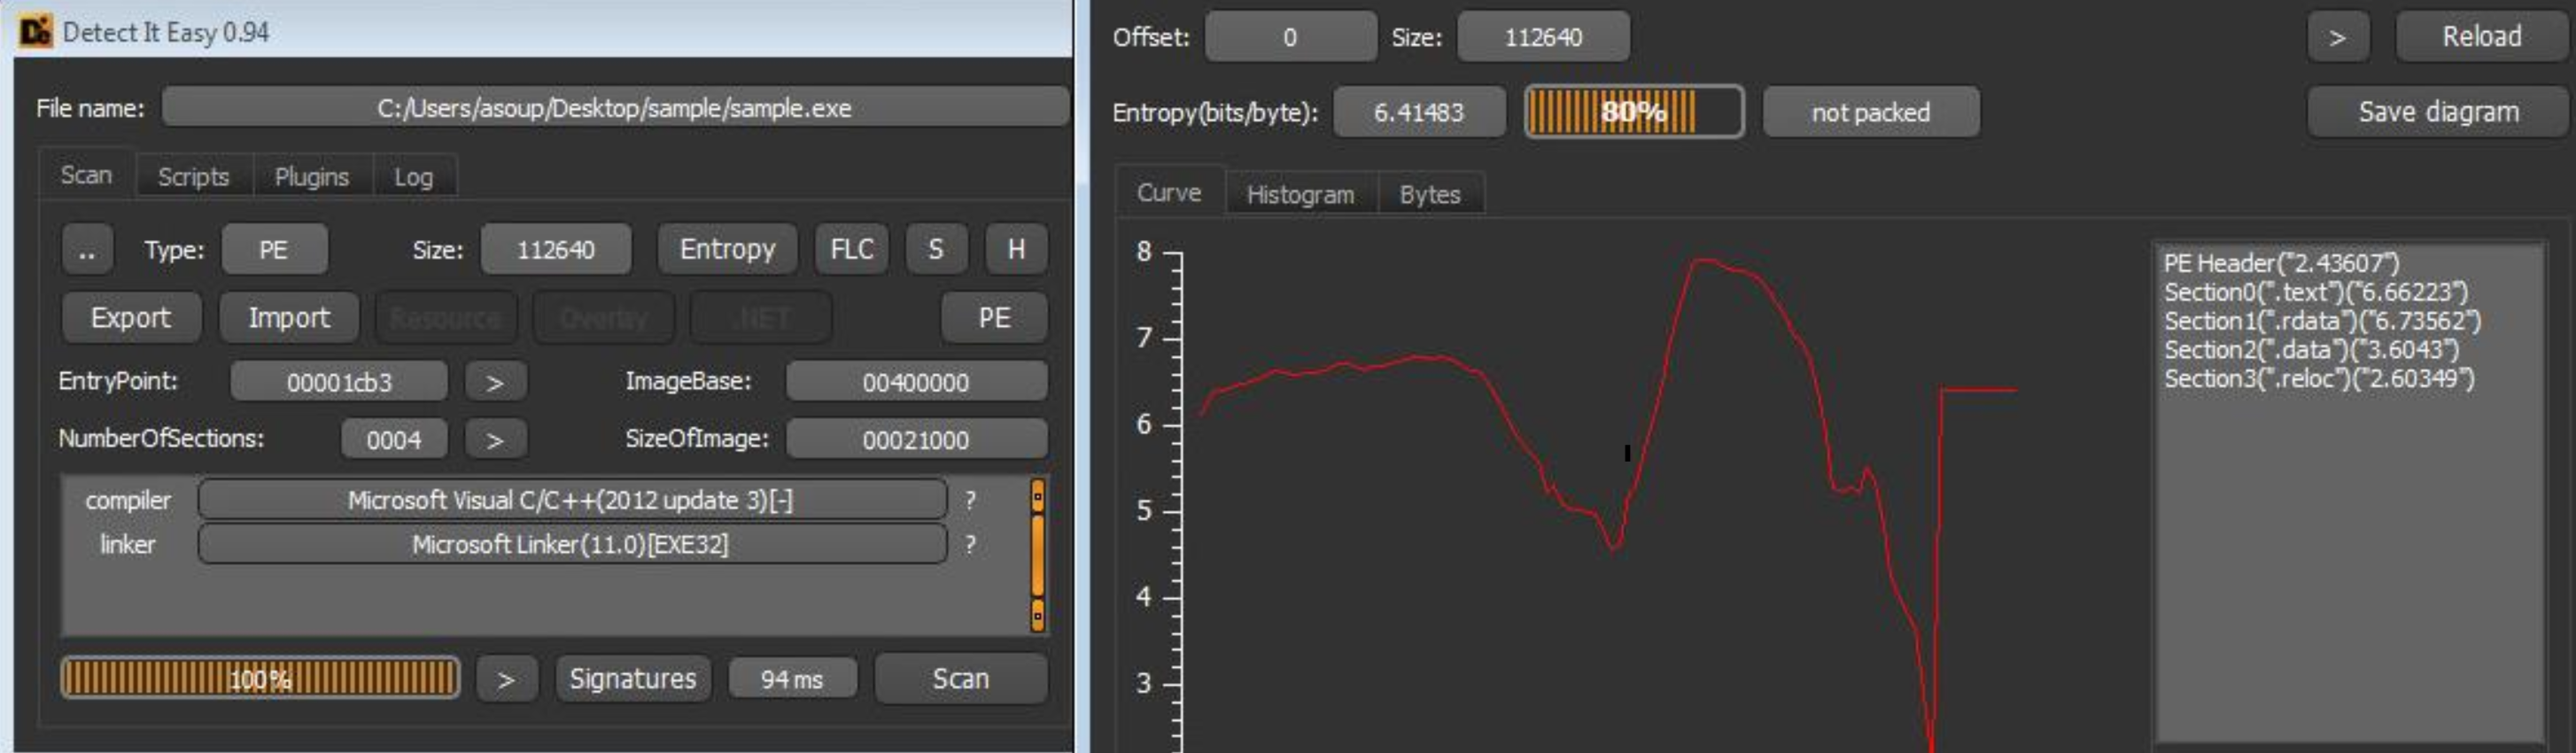 Detect It Easy 0.94
File name: C:/Users/asoup/Desktop/sample/sample.exe
Scan Scripts Plugins Log
.. Type: PE Size: 112640 Entropy FLC S H
Export Import Resource Overlay .NET PE
EntryPoint: 00001cb3 > ImageBase: 00400000
NumberOfSections: 0004 > SizeOfImage: 00021000
compiler Microsoft Visual C/C++(2012 update 3)[-] ?
linker Microsoft Linker(11.0)[EXE32] ?
100% > Signatures 94 ms Scan
Offset: 0 Size: 112640 > Reload
Entropy(bits/byte): 6.41483 80% not packed Save diagram
Curve Histogram Bytes
8
7
6
5
4
3
PE Header("2.43607")
Section0(".text")("6.66223")
Section1(".rdata")("6.73562")
Section2(".data")("3.6043")
Section3(".reloc")("2.60349")